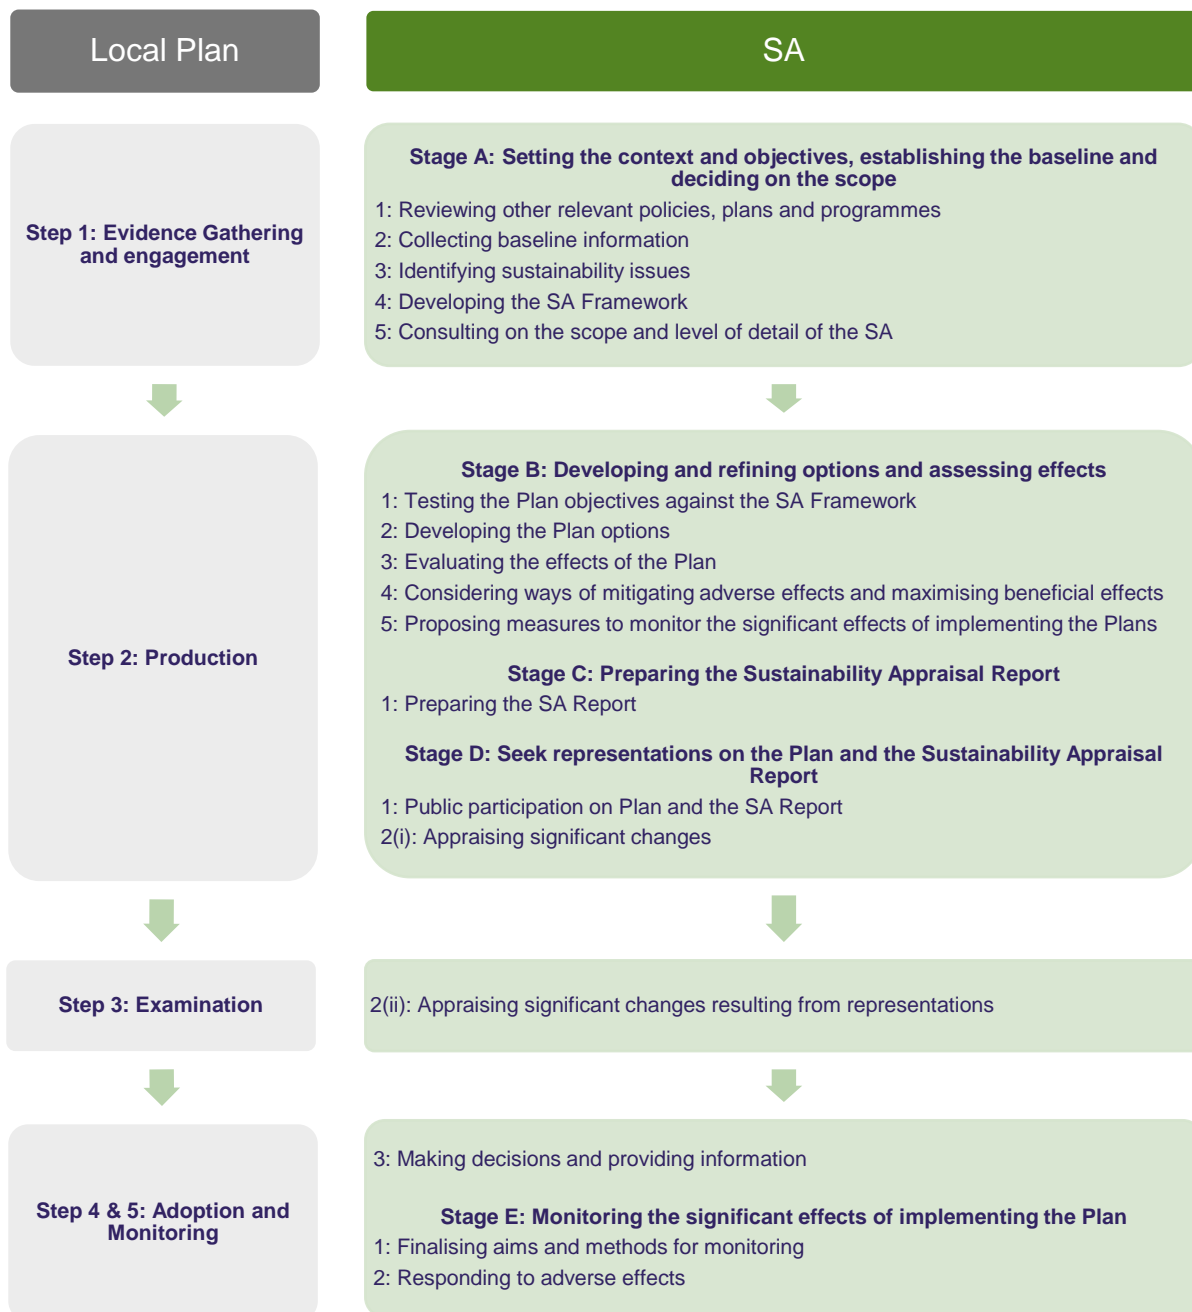 Local Plan
SA
Step 1: Evidence Gathering
and engagement
Stage A: Setting the context and objectives, establishing the baseline and
deciding on the scope
1: Reviewing other relevant policies, plans and programmes
2: Collecting baseline information
3: Identifying sustainability issues
4: Developing the SA Framework
5: Consulting on the scope and level of detail of the SA
Step 2: Production
Stage B: Developing and refining options and assessing effects
1: Testing the Plan objectives against the SA Framework
2: Developing the Plan options
3: Evaluating the effects of the Plan
4: Considering ways of mitigating adverse effects and maximising beneficial effects
5: Proposing measures to monitor the significant effects of implementing the Plans
Stage C: Preparing the Sustainability Appraisal Report
1: Preparing the SA Report
Stage D: Seek representations on the Plan and the Sustainability Appraisal
Report
1: Public participation on Plan and the SA Report
2(i): Appraising significant changes
Step 3: Examination
2(ii): Appraising significant changes resulting from representations
Step 4 & 5: Adoption and
Monitoring
3: Making decisions and providing information
Stage E: Monitoring the significant effects of implementing the Plan
1: Finalising aims and methods for monitoring
2: Responding to adverse effects